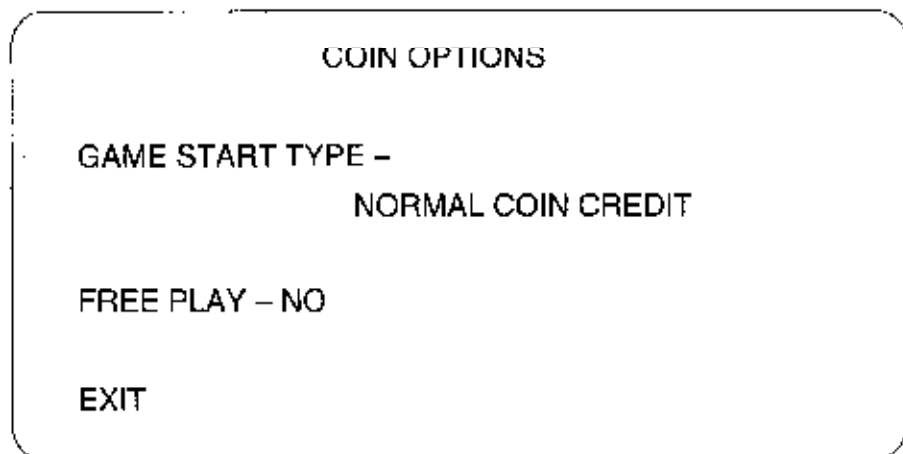 COIN OPTIONS
GAME START TYPE –
NORMAL COIN CREDIT
FREE PLAY – NO
EXIT